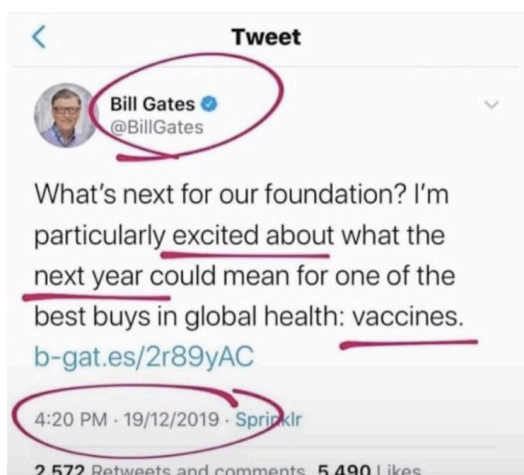 Tweet
Bill Gates
@BillGates
What's next for our foundation? I'm
particularly excited about what the
next year could mean for one of the
best buys in global health: vaccines.
b-gat.es/2r89yAC
4:20 PM · 19/12/2019 · Sprinklr
2,572 Retweets and comments 5,490 Likes